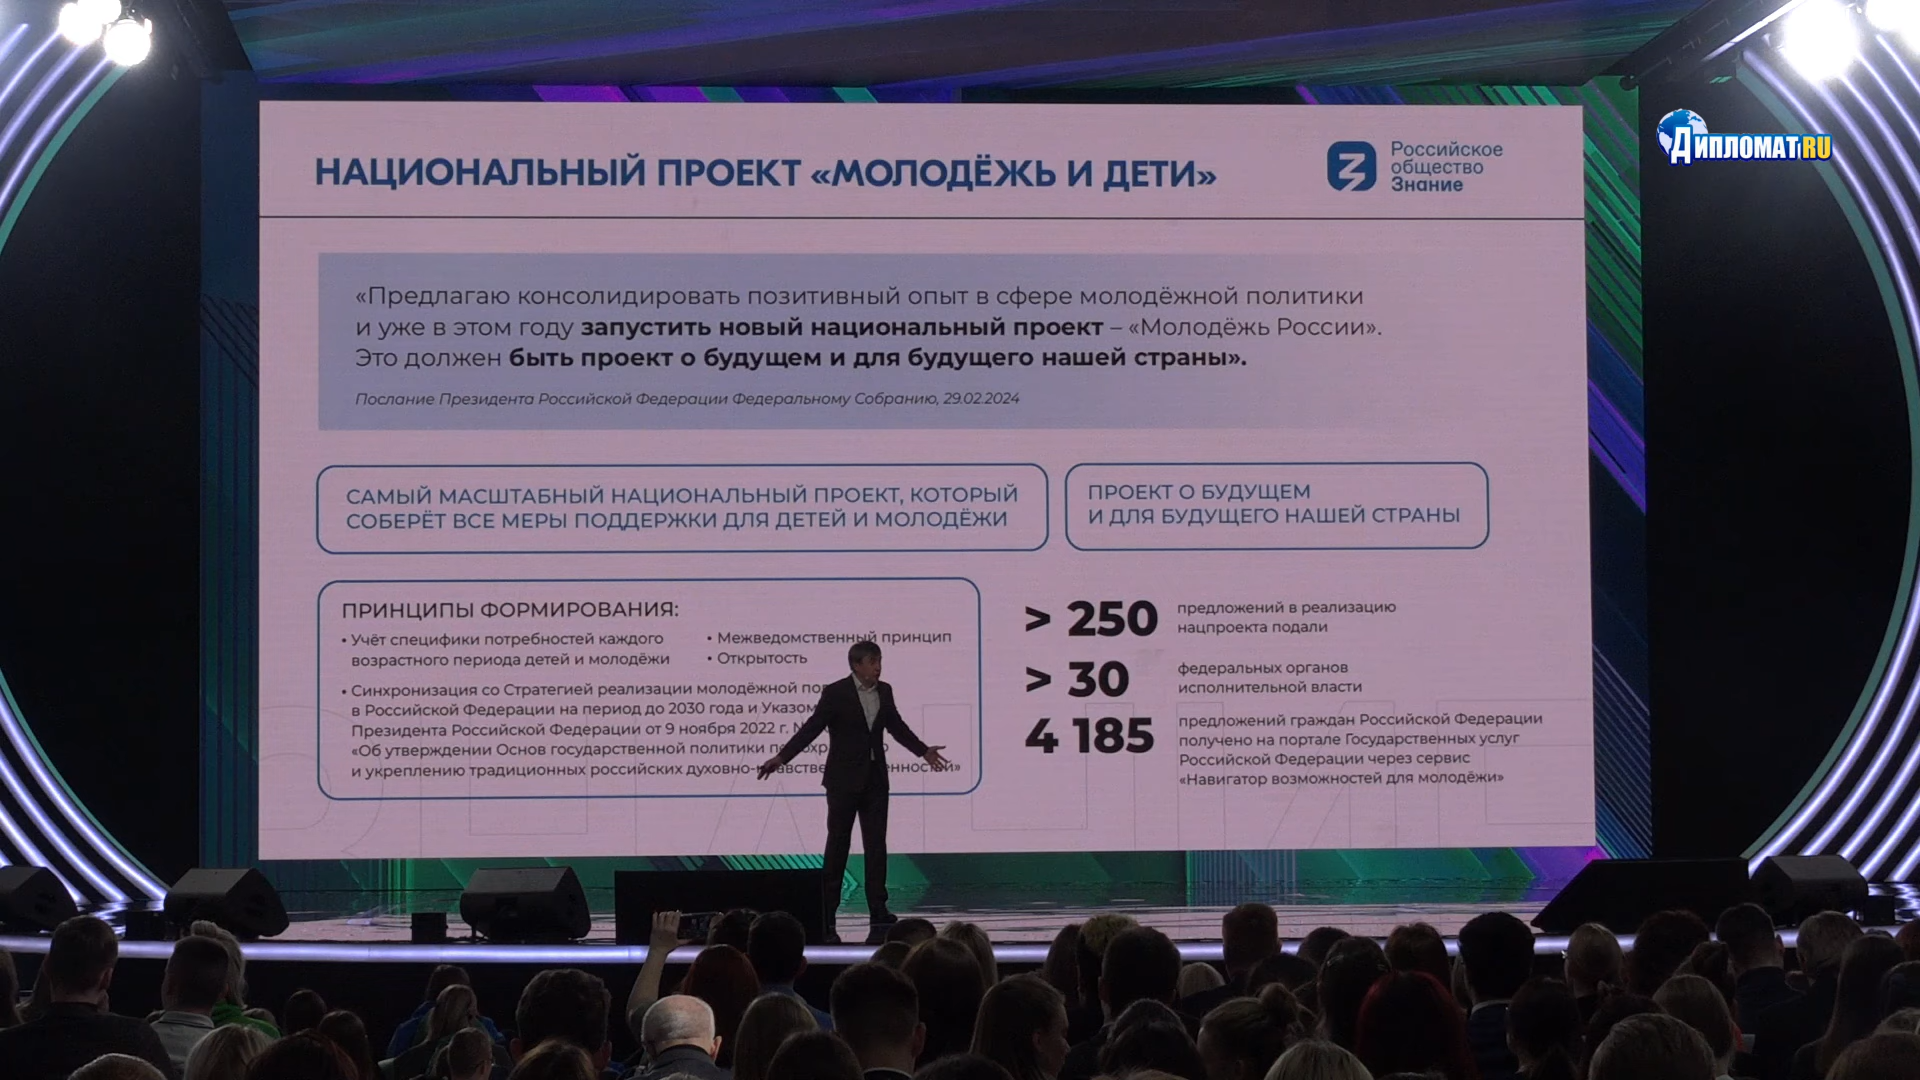 ДИПЛОМАТ.RU
НАЦИОНАЛЬНЫЙ ПРОЕКТ «МОЛОДЁЖЬ И ДЕТИ»
Российское
общество
Знание
«Предлагаю консолидировать позитивный опыт в сфере молодёжной политики
и уже в этом году запустить новый национальный проект – «Молодёжь России».
Это должен быть проект о будущем и для будущего нашей страны».
Послание Президента Российской Федерации Федеральному Собранию, 29.02.2024
САМЫЙ МАСШТАБНЫЙ НАЦИОНАЛЬНЫЙ ПРОЕКТ, КОТОРЫЙ
СОБЕРЁТ ВСЕ МЕРЫ ПОДДЕРЖКИ ДЛЯ ДЕТЕЙ И МОЛОДЁЖИ
ПРОЕКТ О БУДУЩЕМ
И ДЛЯ БУДУЩЕГО НАШЕЙ СТРАНЫ
ПРИНЦИПЫ ФОРМИРОВАНИЯ:
• Учёт специфики потребностей каждого
возрастного периода детей и молодёжи
• Межведомственный принцип
• Открытость
• Синхронизация со Стратегией реализации молодёжной
в Российской Федерации на период до 2030 года и Указом
Президента Российской Федерации от 9 ноября 2022 г.
«Об утверждении Основ государственной политики
и укреплению традиционных российских духовно-
> 250
предложений в реализацию
нацпроекта подали
> 30
федеральных органов
исполнительной власти
4 185
предложений граждан Российской Федерации
получено на портале Государственных услуг
Российской Федерации через сервис
«Навигатор возможностей для молодёжи»